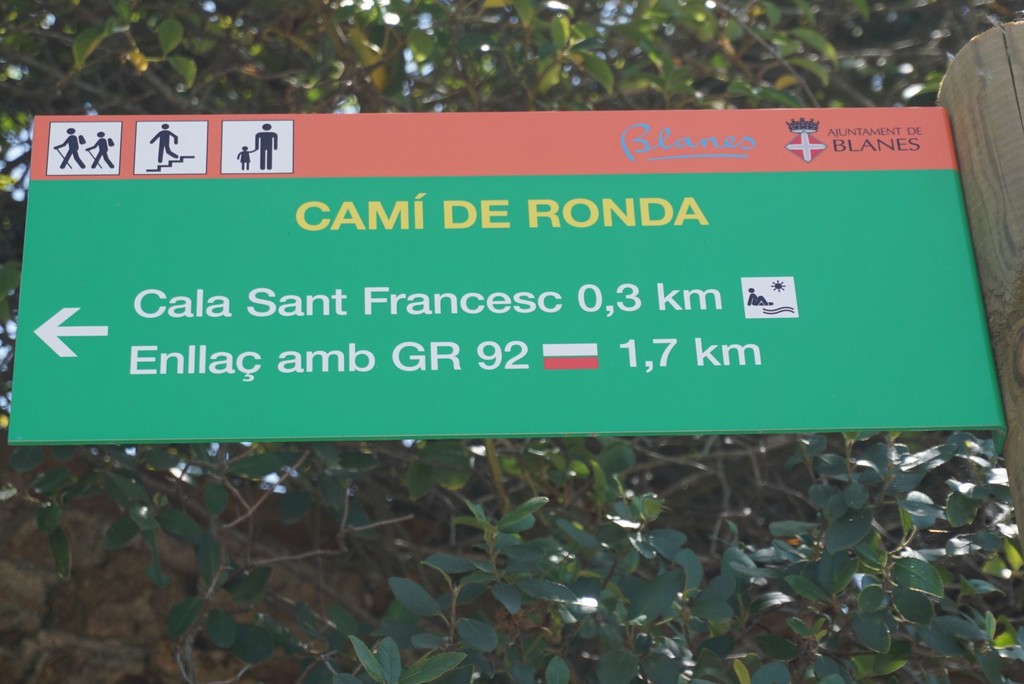 Blanes
AJUNTAMENT DE
BLANES
CAMÍ DE RONDA
Cala Sant Francesc 0,3 km
Enllaç amb GR 92 1,7 km